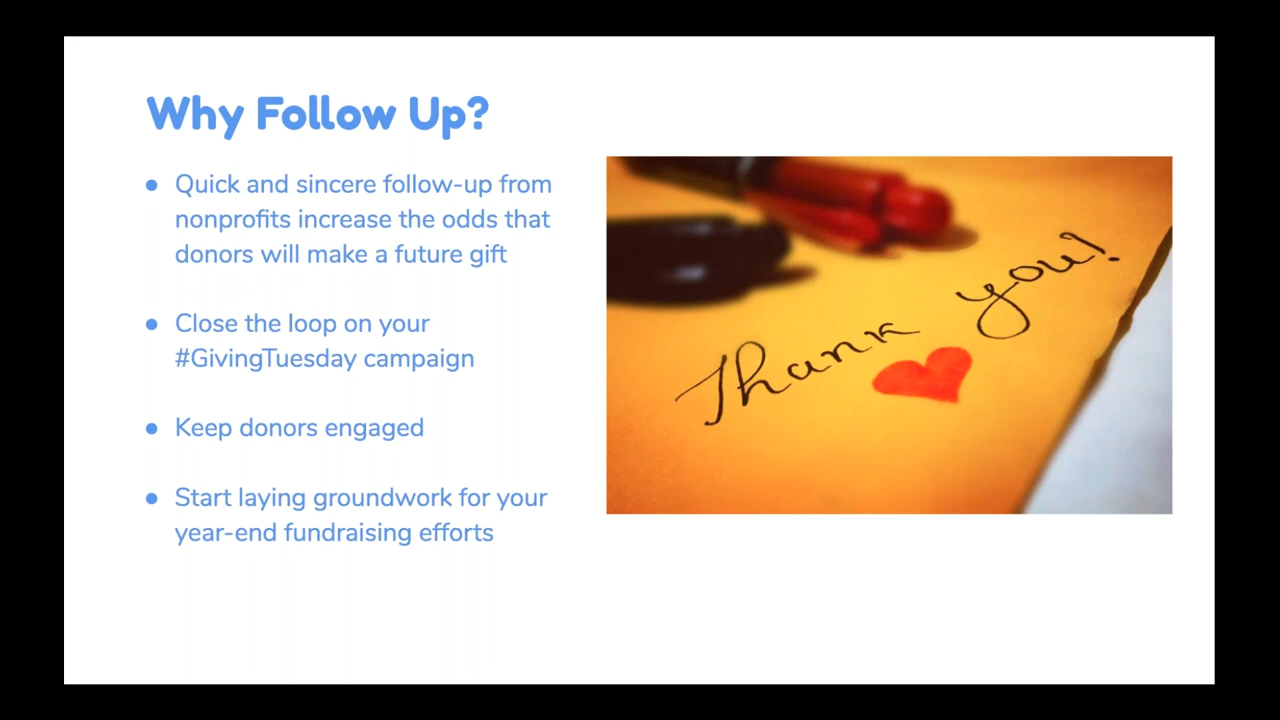 Why Follow Up?
● Quick and sincere follow-up from
nonprofits increase the odds that
donors will make a future gift
● Close the loop on your
#GivingTuesday campaign
● Keep donors engaged
● Start laying groundwork for your
year-end fundraising efforts
Thank you!